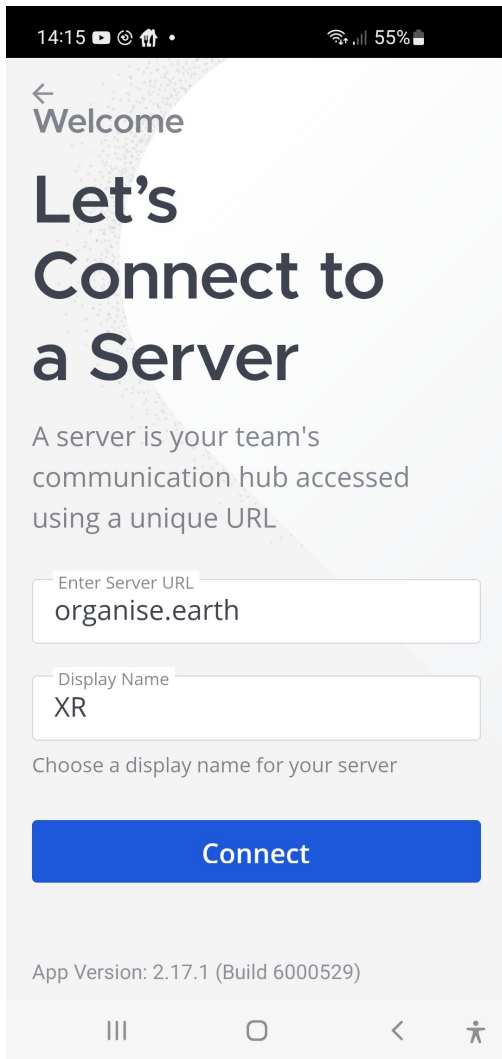 14:15
55%
Welcome
Let's
Connect to
a Server
A server is your team's
communication hub accessed
using a unique URL
Enter Server URL
organise.earth
Display Name
XR
Choose a display name for your server
Connect
App Version: 2.17.1 (Build 6000529)